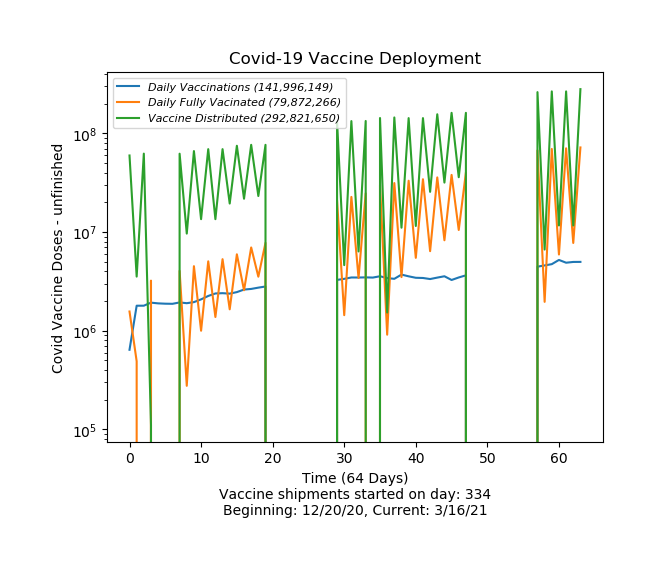 Covid-19 Vaccine Deployment
Daily Vaccinations (141,996,149)
Daily Fully Vacinated (79,872,266)
Vaccine Distributed (292,821,650)
Covid Vaccine Doses - unfinished
10^8
10^7
10^6
10^5
0 10 20 30 40 50 60
Time (64 Days)
Vaccine shipments started on day: 334
Beginning: 12/20/20, Current: 3/16/21